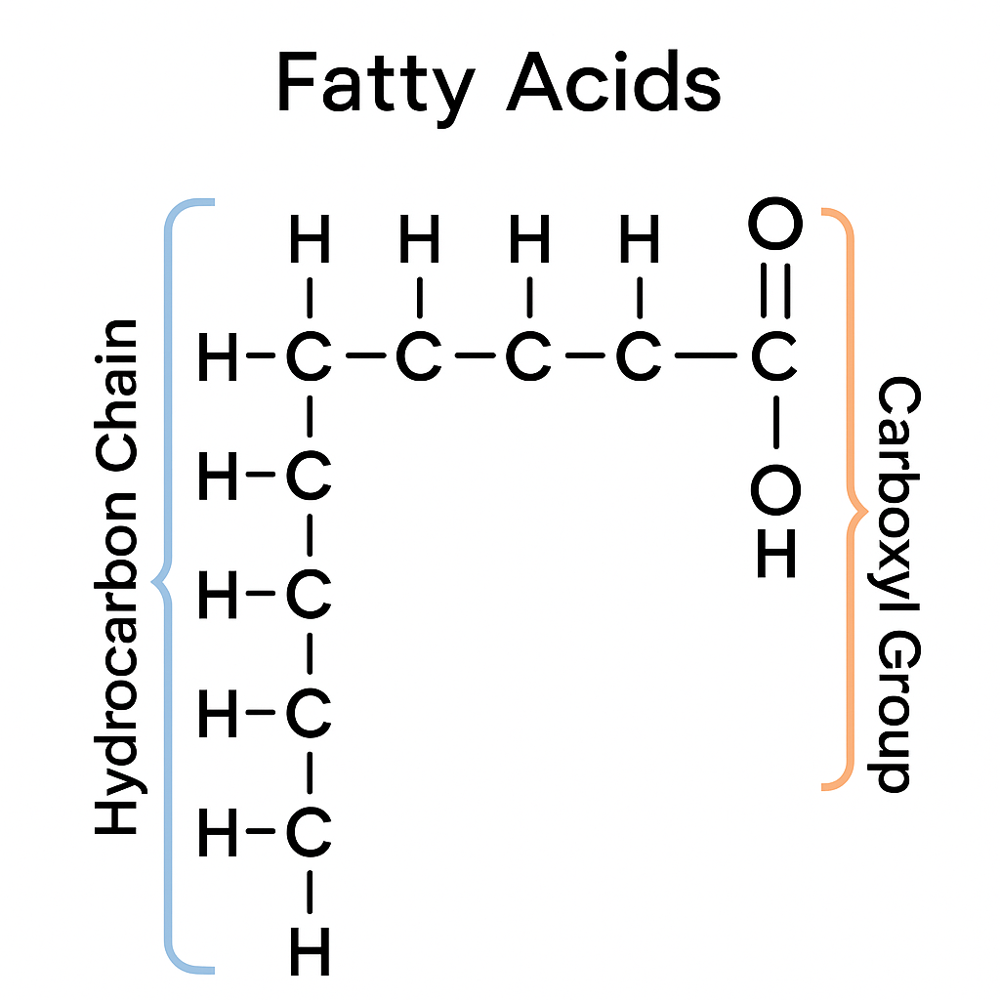 Fatty Acids
Hydrocarbon Chain
H H H H O
H C C C C C
H C O
H
H C
H C
H C
H
Carboxyl Group